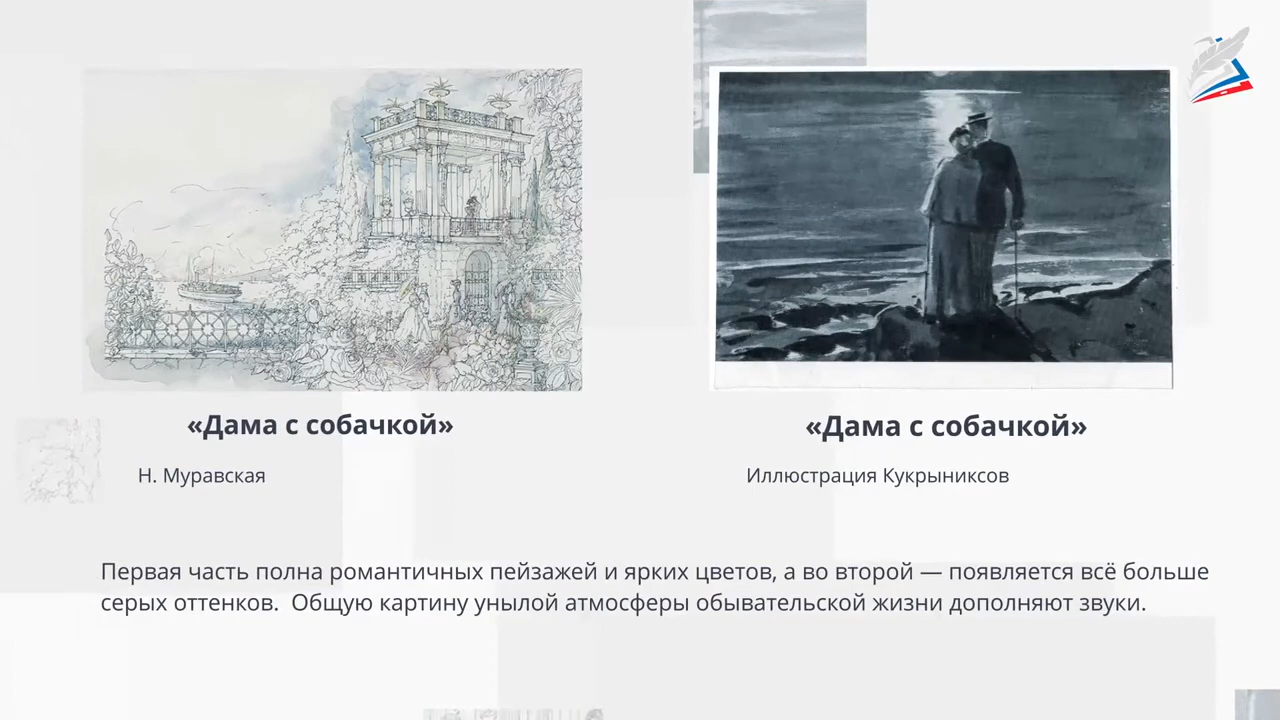 «Дама с собачкой»
Н. Муравская
«Дама с собачкой»
Иллюстрация Кукрыниксов
Первая часть полна романтичных пейзажей и ярких цветов, а во второй — появляется всё больше
серых оттенков. Общую картину унылой атмосферы обывательской жизни дополняют звуки.